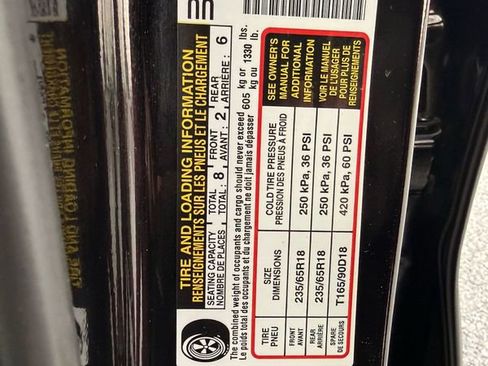 TIRE AND LOADING INFORMATION
RENSEIGNEMENTS SUR LES PNEUS ET LE CHARGEMENT
SEATING CAPACITY TOTAL: 8 FRONT 2 REAR 6
NOMBRE DE PLACES TOTAL: AVANT: ARRIÈRE:
The combined weight of occupants and cargo should never exceed 605 kg or 1330 lbs.
Le poids total des occupants et du chargement ne doit jamais dépasser kg ou lb.
TIRE SIZE COLD TIRE PRESSURE
PNEU DIMENSIONS PRESSION DES PNEUS À FROID
FRONT
AVANT 235/65R18 250 kPa, 36 PSI
REAR
ARRIÈRE 235/65R18 250 kPa, 36 PSI
SPARE
DE SECOURS T165/90D18 420 kPa, 60 PSI
SEE OWNER'S
MANUAL FOR
ADDITIONAL
INFORMATION
VOIR LE MANUEL
DE L'USAGER
POUR PLUS DE
RENSEIGNEMENTS